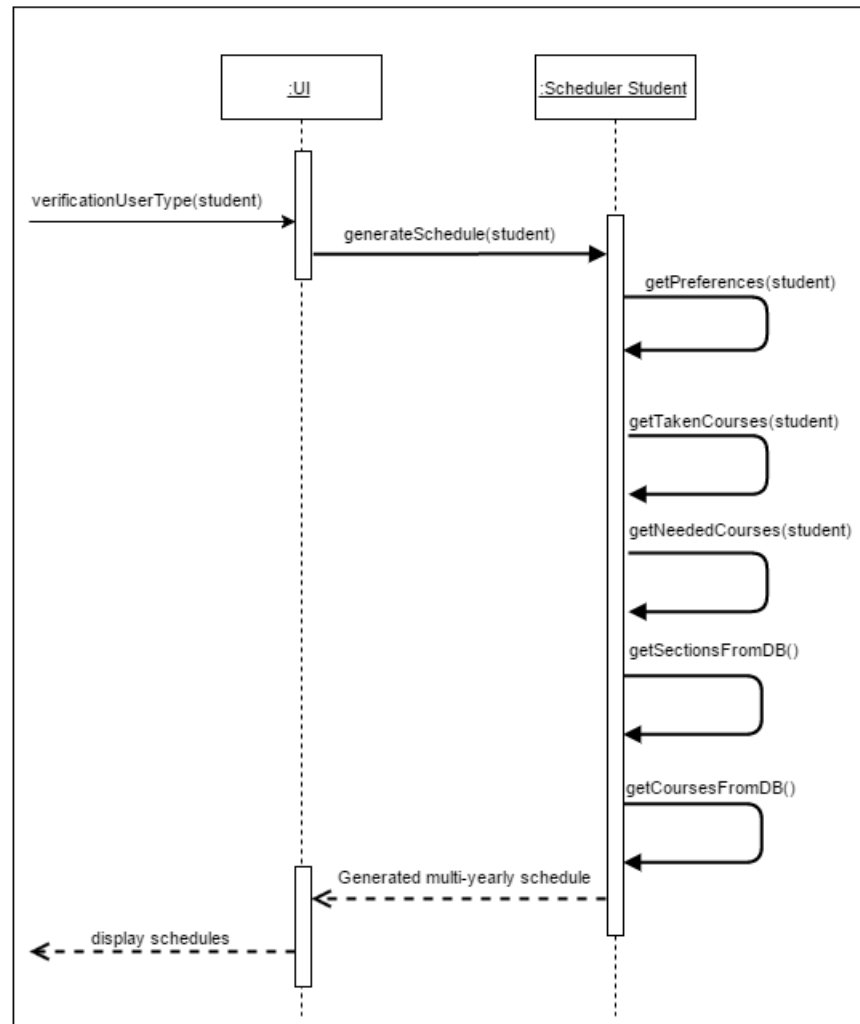 :UI
:Scheduler Student
verificationUserType(student)
generateSchedule(student)
getPreferences(student)
getTakenCourses(student)
getNeededCourses(student)
getSectionsFromDB()
getCoursesFromDB()
Generated multi-yearly schedule
display schedules